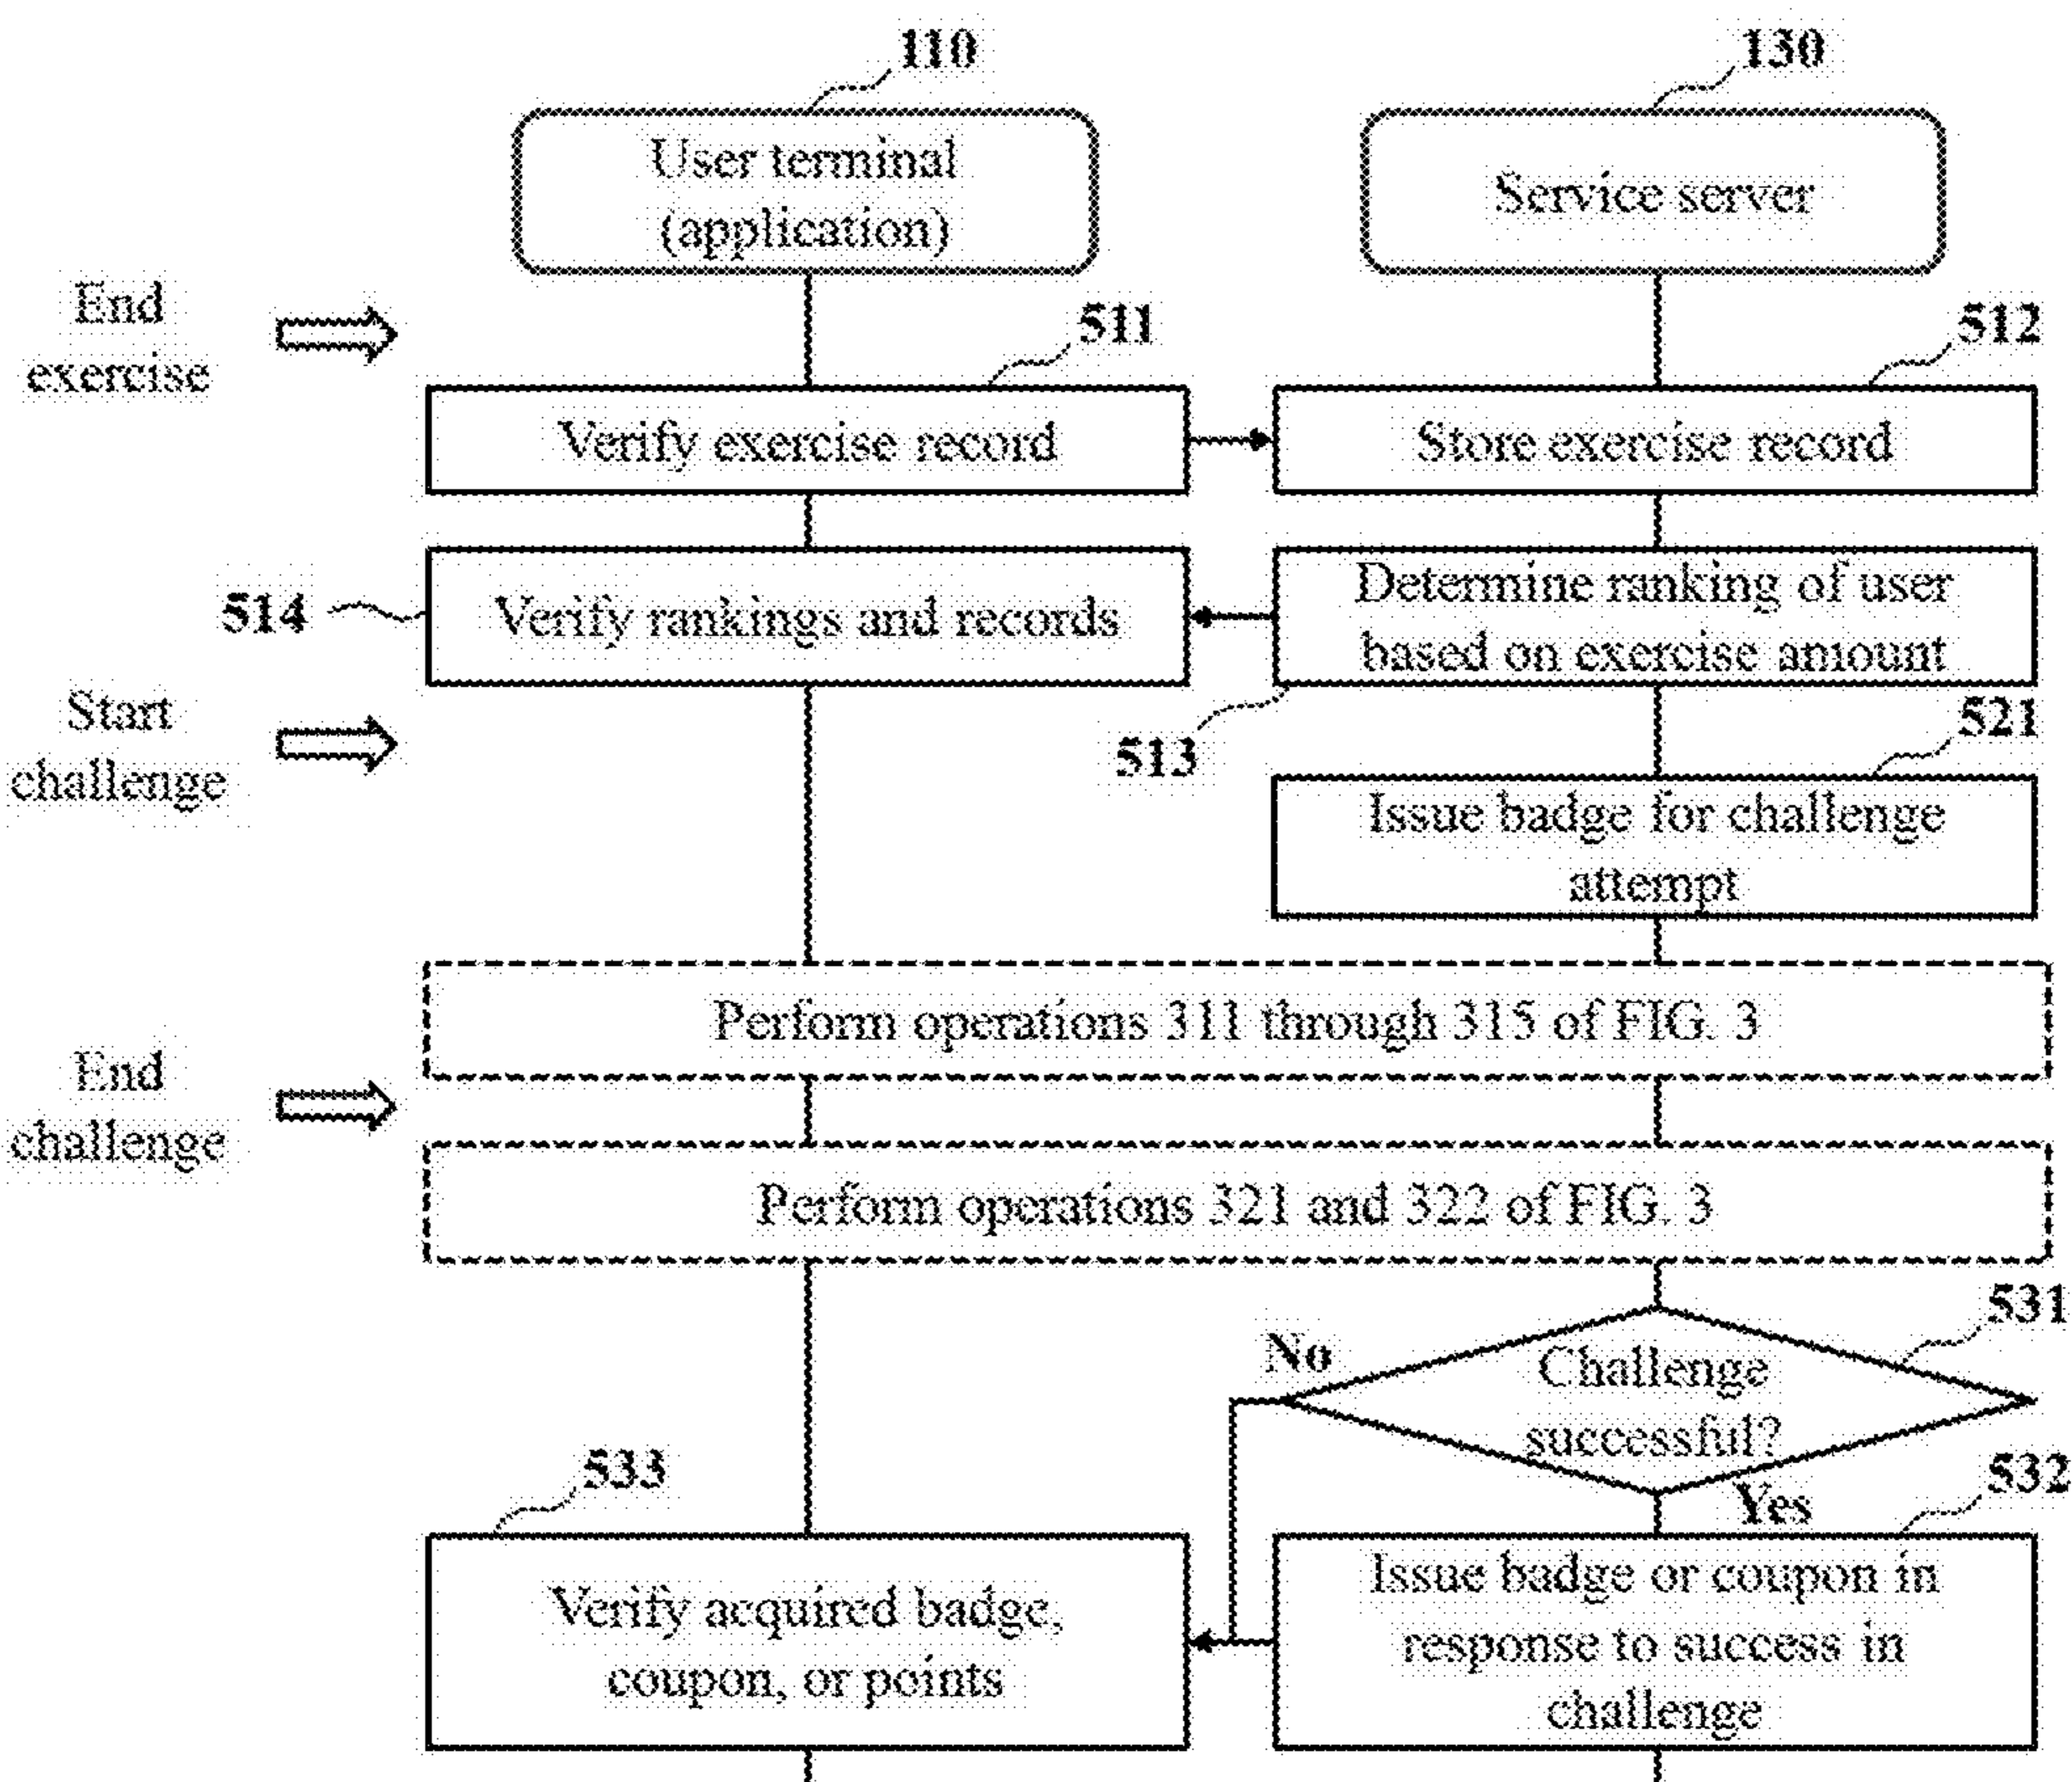 110
130
User terminal
(application)
Service server
End
exercise
511
512
Verify exercise record
Store exercise record
514
Verify rankings and records
Determine ranking of user
based on exercise amount
Start
challenge
513
521
Issue badge for challenge
attempt
Perform operations 311 through 315 of FIG. 3
End
challenge
Perform operations 321 and 322 of FIG. 3
531
No
Challenge
successful?
533
532
Yes
Verify acquired badge,
coupon, or points
Issue badge or coupon in
response to success in
challenge